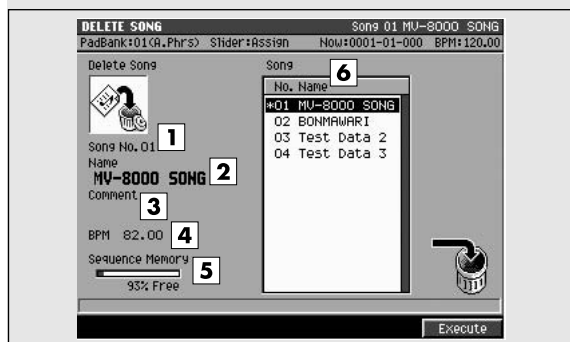 DELETE SONG Song 01 MV-8000 SONG
PadBank:01(A.Phrs) Slider:Assign Now:0001-01-000 BPM:120.00
Delete Song
Song No.01 1
Name
MV-8000 SONG 2
Comment 3
BPM 82.00 4
Sequence Memory 5
93% Free
Song 6
No. Name
*01 MV-8000 SONG
02 BONMAWARI
03 Test Data 2
04 Test Data 3
Execute